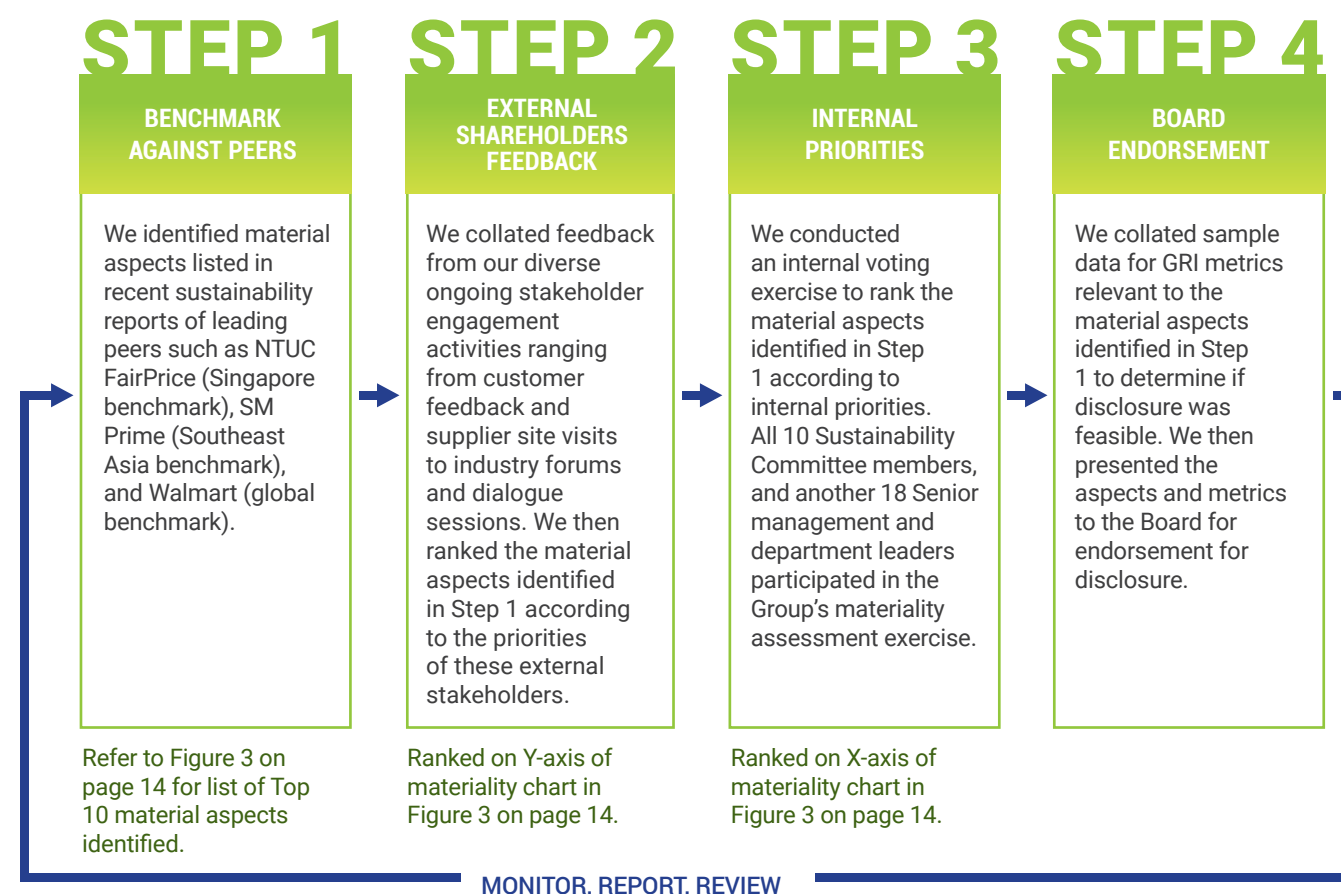 STEP 1
BENCHMARK
AGAINST PEERS
We identified material
aspects listed in
recent sustainability
reports of leading
peers such as NTUC
FairPrice (Singapore
benchmark), SM
Prime (Southeast
Asia benchmark),
and Walmart (global
benchmark).
Refer to Figure 3 on
page 14 for list of Top
10 material aspects
identified.
STEP 2
EXTERNAL
SHAREHOLDERS
FEEDBACK
We collated feedback
from our diverse
ongoing stakeholder
engagement
activities ranging
from customer
feedback and
supplier site visits
to industry forums
and dialogue
sessions. We then
ranked the material
aspects identified
in Step 1 according
to the priorities
of these external
stakeholders.
Ranked on Y-axis of
materiality chart in
Figure 3 on page 14.
STEP 3
INTERNAL
PRIORITIES
We conducted
an internal voting
exercise to rank the
material aspects
identified in Step
1 according to
internal priorities.
All 10 Sustainability
Committee members,
and another 18 Senior
management and
department leaders
participated in the
Group's materiality
assessment exercise.
Ranked on X-axis of
materiality chart in
Figure 3 on page 14.
STEP 4
BOARD
ENDORSEMENT
We collated sample
data for GRI metrics
relevant to the
material aspects
identified in Step
1 to determine if
disclosure was
feasible. We then
presented the
aspects and metrics
to the Board for
endorsement for
disclosure.
MONITOR. REPORT. REVIEW